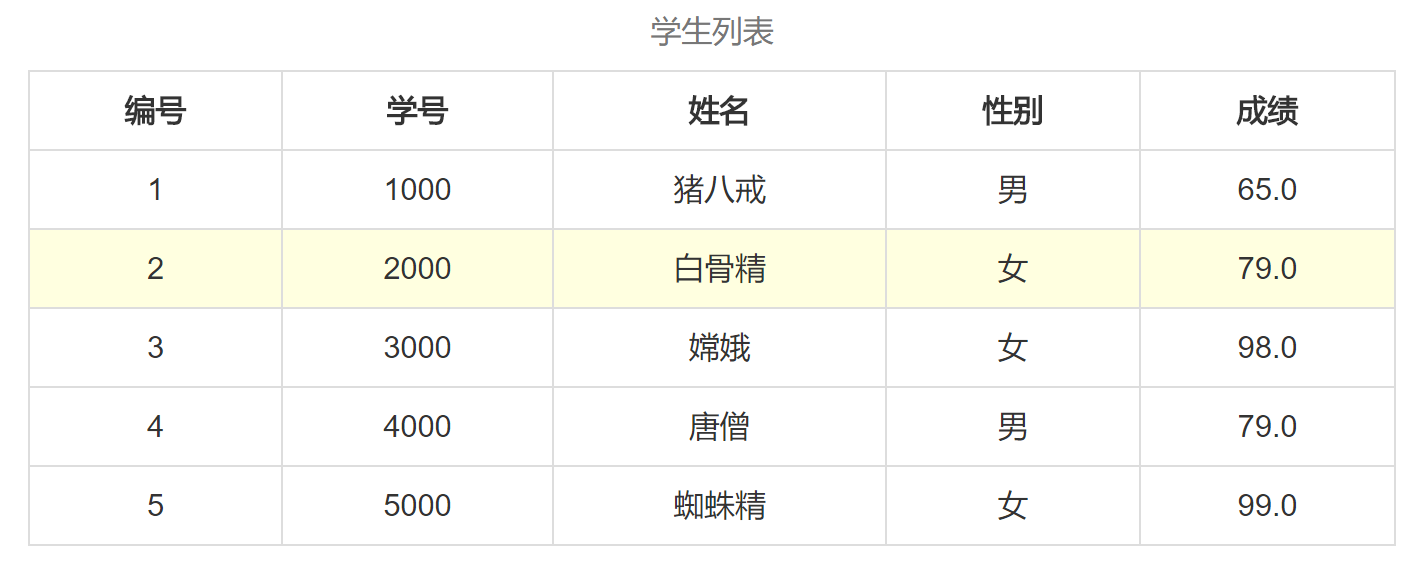 学生列表
编号 学号 姓名 性别 成绩
1 1000 猪八戒 男 65.0
2 2000 白骨精 女 79.0
3 3000 嫦娥 女 98.0
4 4000 唐僧 男 79.0
5 5000 蜘蛛精 女 99.0